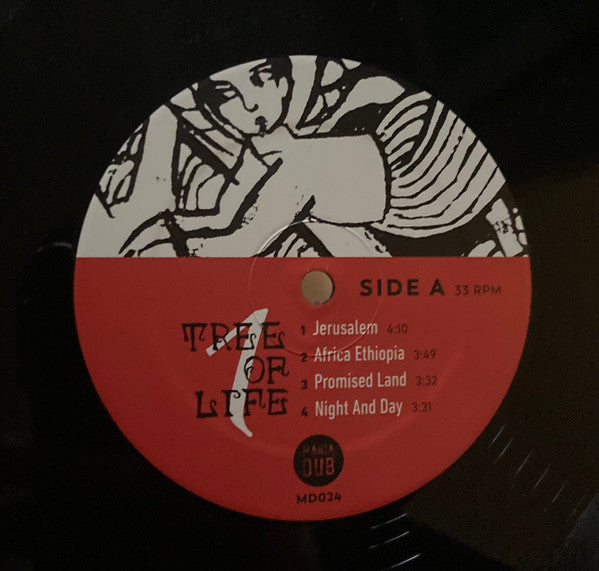 SIDE A 33 RPM
TREE
OF
LIFE
1
1 Jerusalem 4:10
2 Africa Ethiopia 3:49
3 Promised Land 3:32
4 Night And Day 3:31
MANIA
DUB
MD024